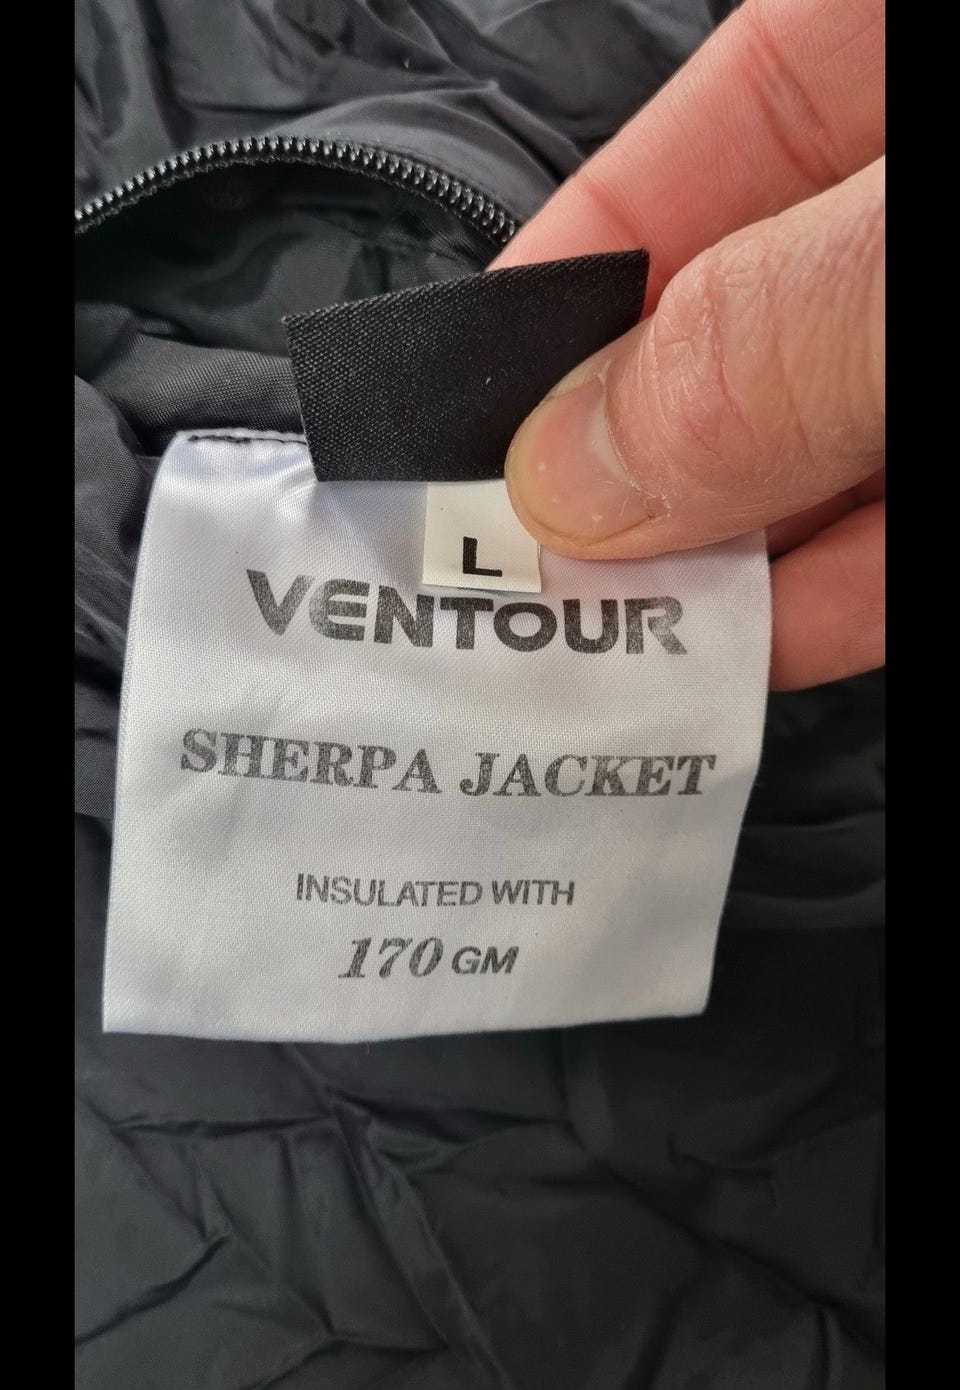 L
VENTOUR
SHERPA JACKET
INSULATED WITH
170 GM